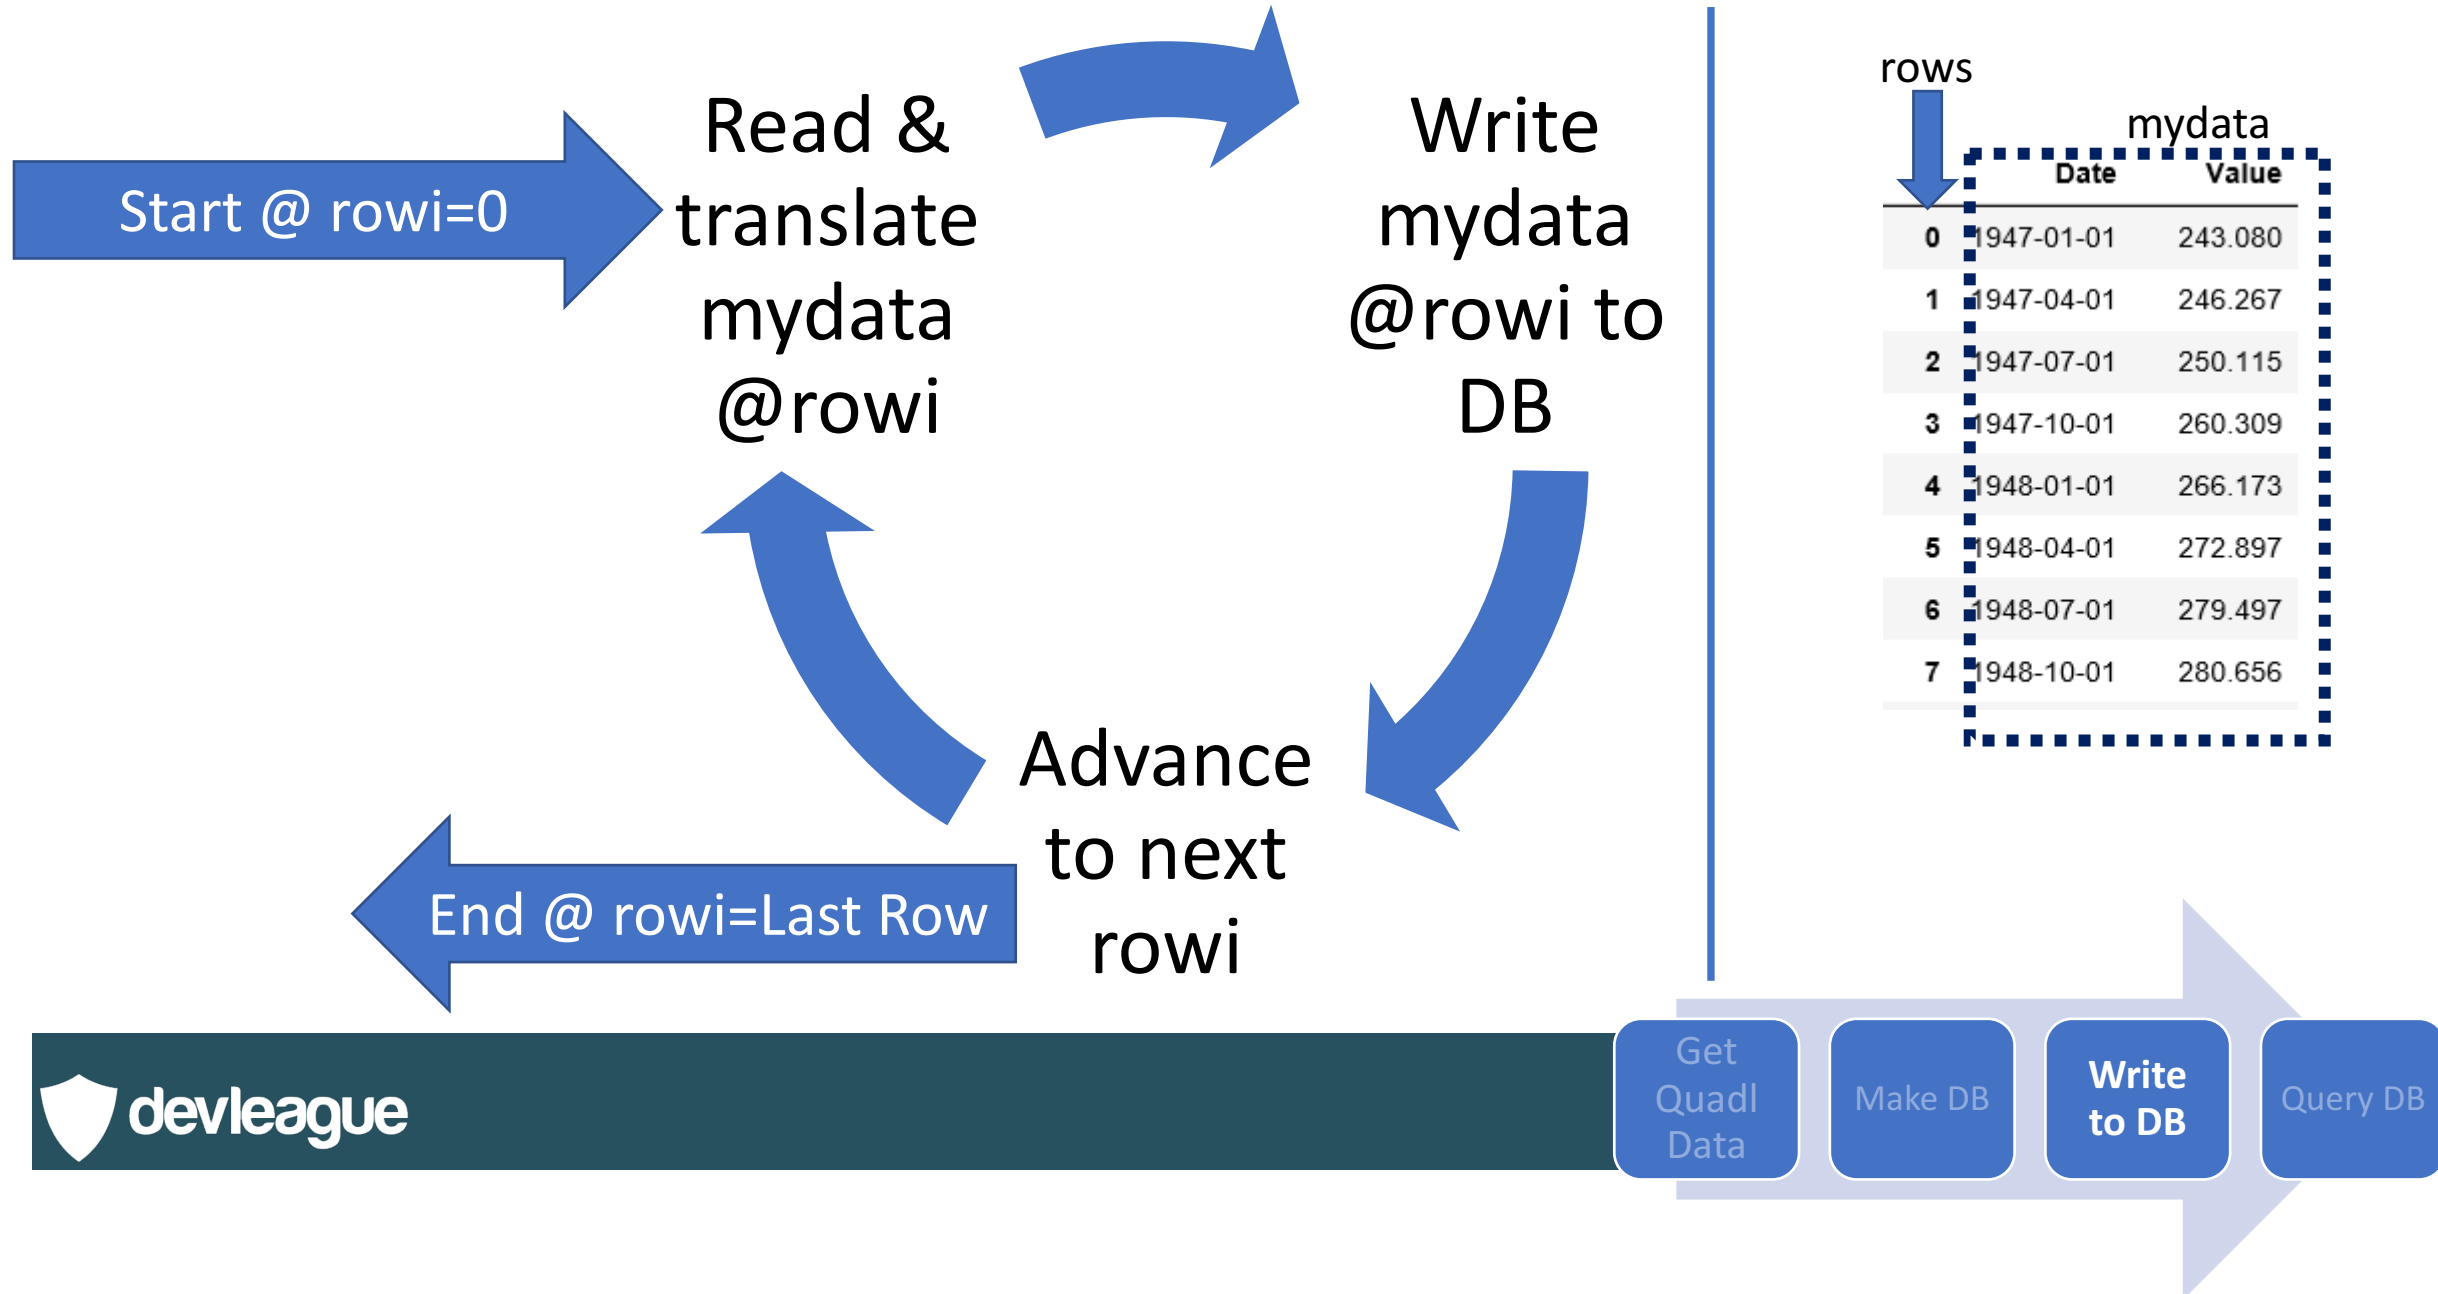 Start @ rowi=0
Read &
translate
mydata
@rowi
Write
mydata
@rowi to
DB
Advance
to next
rowi
End @ rowi=Last Row
rows
mydata
Date Value
0 1947-01-01 243.080
1 1947-04-01 246.267
2 1947-07-01 250.115
3 1947-10-01 260.309
4 1948-01-01 266.173
5 1948-04-01 272.897
6 1948-07-01 279.497
7 1948-10-01 280.656
devleague
Get
Quadl
Data
Make DB
Write
to DB
Query DB